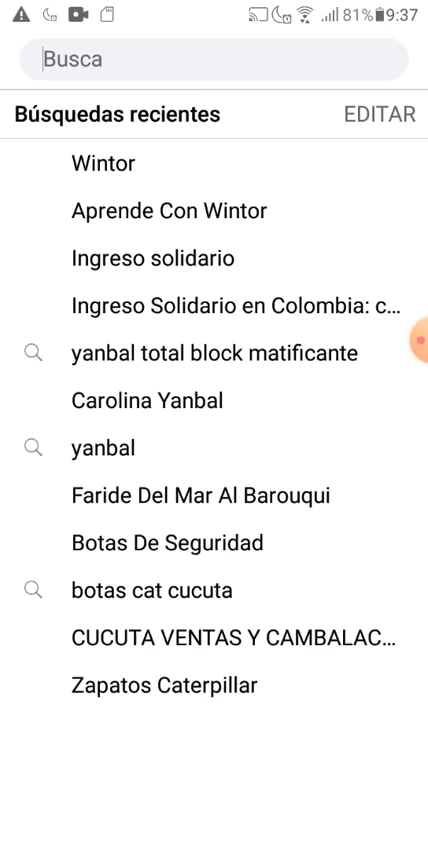 81% 9:37
Busca
Búsquedas recientes EDITAR
Wintor
Aprende Con Wintor
Ingreso solidario
Ingreso Solidario en Colombia: c...
yanbal total block matificante
Carolina Yanbal
yanbal
Faride Del Mar Al Barouqui
Botas De Seguridad
botas cat cucuta
CUCUTA VENTAS Y CAMBALAC...
Zapatos Caterpillar